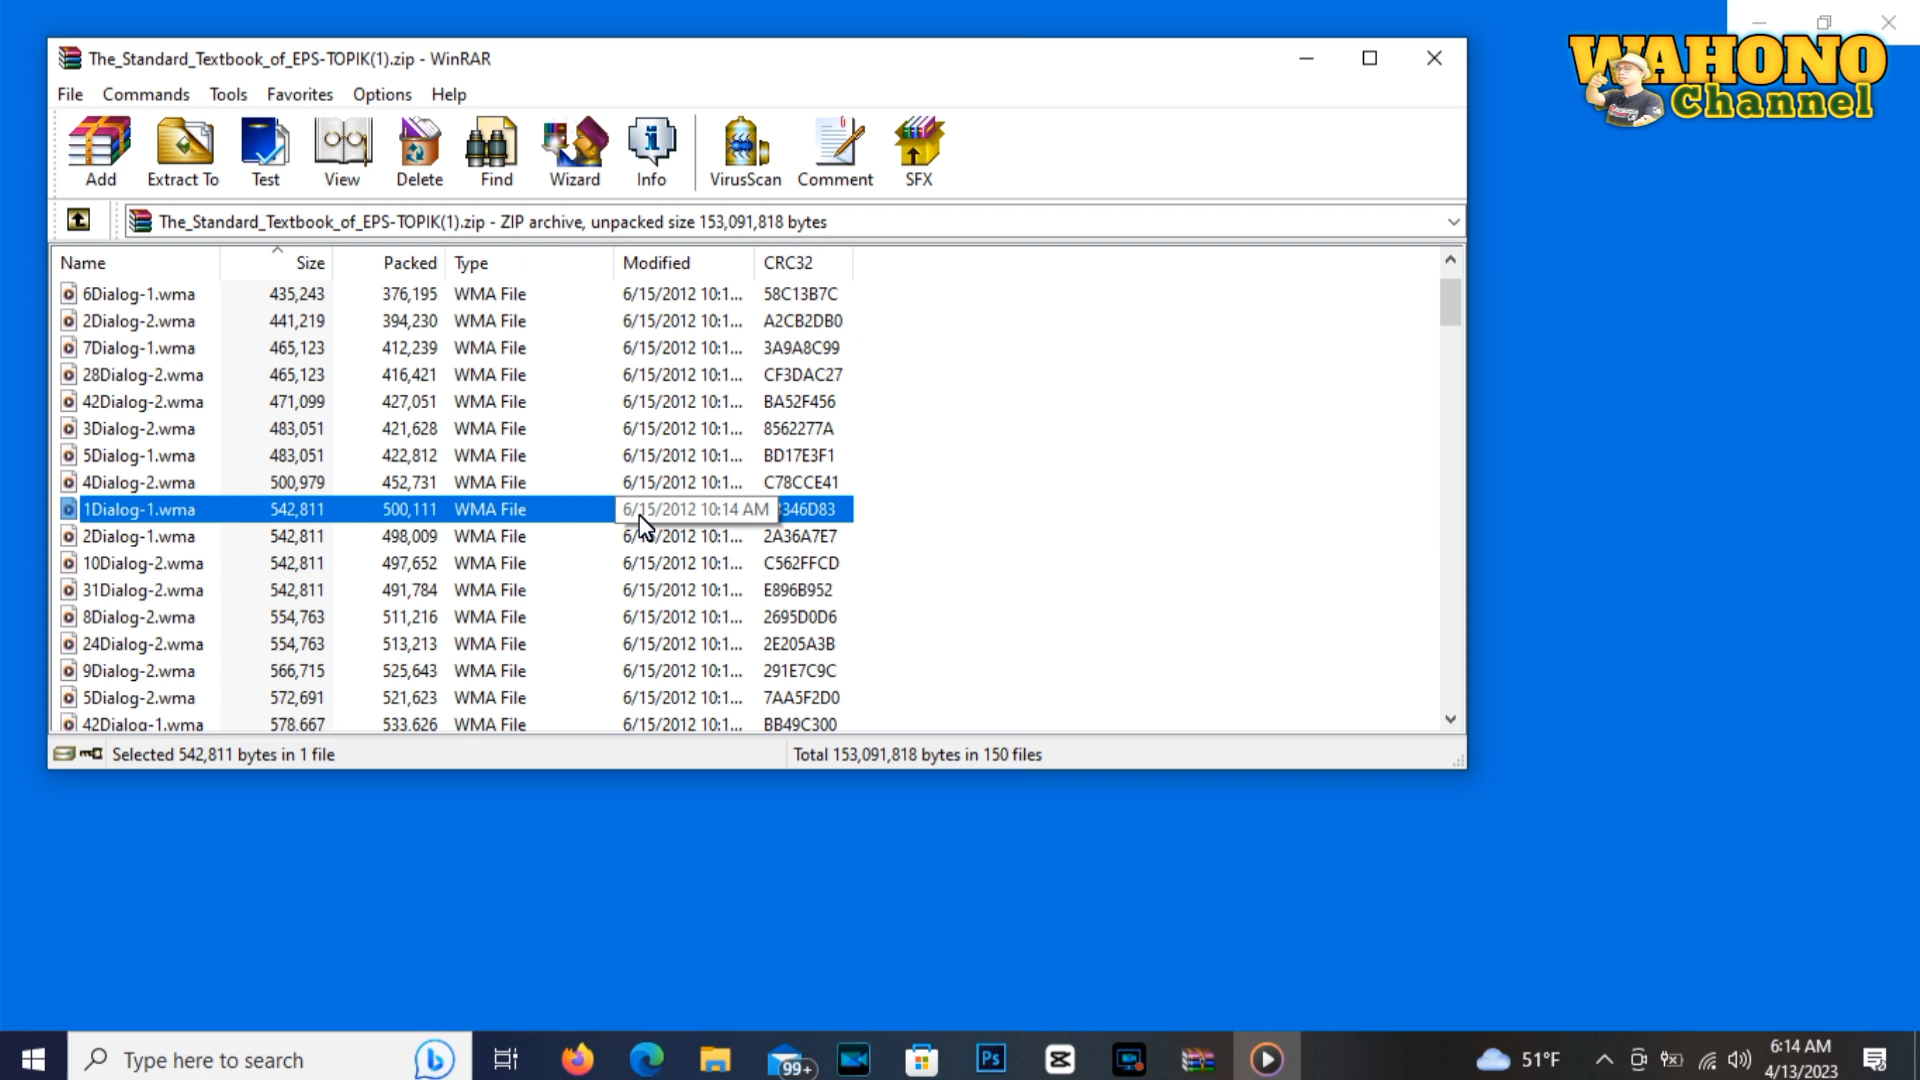 The_Standard_Textbook_of_EPS-TOPIK(1).zip - WinRAR
WAHONO
Channel
File Commands Tools Favorites Options Help
Add Extract To Test View Delete Find Wizard Info VirusScan Comment SFX
The_Standard_Textbook_of_EPS-TOPIK(1).zip - ZIP archive, unpacked size 153,091,818 bytes
Name Size Packed Type Modified CRC32
6Dialog-1.wma 435,243 376,195 WMA File 6/15/2012 10:1... 58C13B7C
2Dialog-2.wma 441,219 394,230 WMA File 6/15/2012 10:1... A2CB2DB0
7Dialog-1.wma 465,123 412,239 WMA File 6/15/2012 10:1... 3A9A8C99
28Dialog-2.wma 465,123 416,421 WMA File 6/15/2012 10:1... CF3DAC27
42Dialog-2.wma 471,099 427,051 WMA File 6/15/2012 10:1... BA52F456
3Dialog-2.wma 483,051 421,628 WMA File 6/15/2012 10:1... 8562277A
5Dialog-1.wma 483,051 422,812 WMA File 6/15/2012 10:1... BD17E3F1
4Dialog-2.wma 500,979 452,731 WMA File 6/15/2012 10:1... C78CCE41
1Dialog-1.wma 542,811 500,111 WMA File 6/15/2012 10:14 AM 346D83
2Dialog-1.wma 542,811 498,009 WMA File 6/15/2012 10:1... 2A36A7E7
10Dialog-2.wma 542,811 497,652 WMA File 6/15/2012 10:1... C562FFCD
31Dialog-2.wma 542,811 491,784 WMA File 6/15/2012 10:1... E896B952
8Dialog-2.wma 554,763 511,216 WMA File 6/15/2012 10:1... 2695D0D6
24Dialog-2.wma 554,763 513,213 WMA File 6/15/2012 10:1... 2E205A3B
9Dialog-2.wma 566,715 525,643 WMA File 6/15/2012 10:1... 291E7C9C
5Dialog-2.wma 572,691 521,623 WMA File 6/15/2012 10:1... 7AA5F2D0
42Dialog-1.wma 578,667 533,626 WMA File 6/15/2012 10:1... BB49C300
Selected 542,811 bytes in 1 file Total 153,091,818 bytes in 150 files
Type here to search 99+ Ps 51°F 6:14 AM
4/13/2023